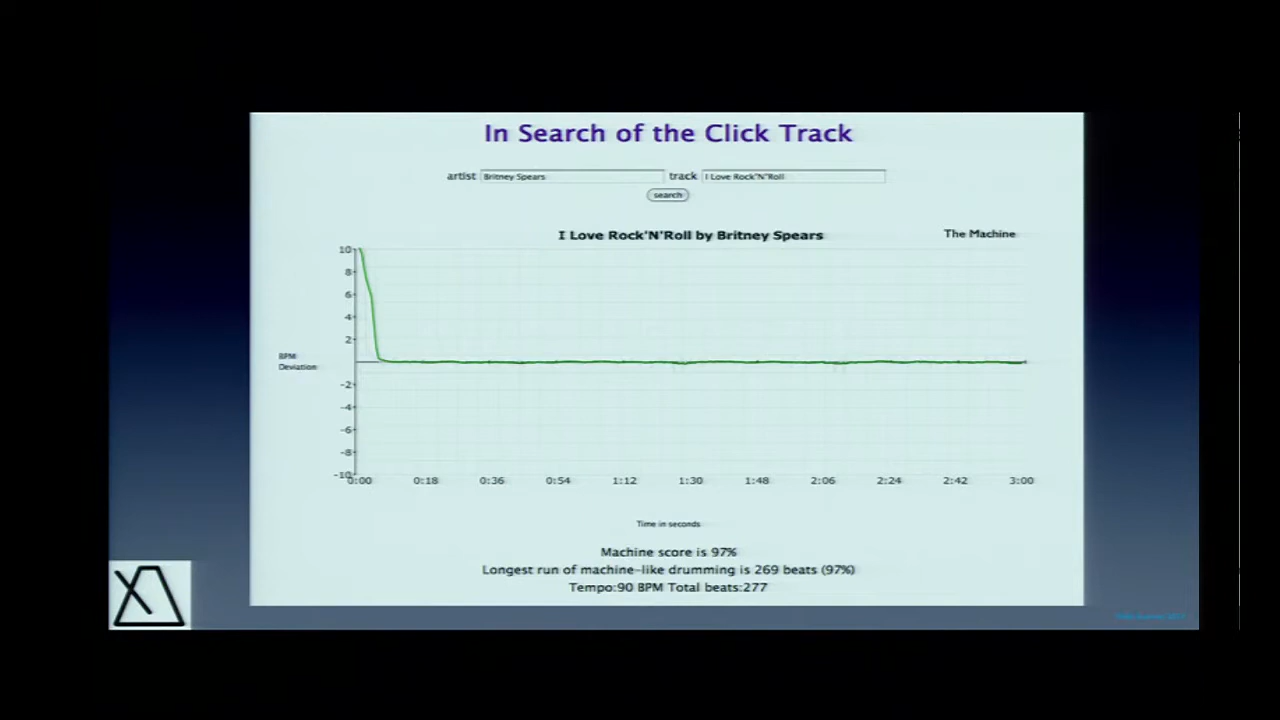 In Search of the Click Track
artist Britney Spears track I Love Rock'N'Roll
search
I Love Rock'N'Roll by Britney Spears
The Machine
10
8
6
4
2
BPM
Deviation
-2
-4
-6
-8
-10
0:00 0:18 0:36 0:54 1:12 1:30 1:48 2:06 2:24 2:42 3:00
Time in seconds
Machine score is 97%
Longest run of machine-like drumming is 269 beats (97%)
Tempo:90 BPM Total beats:277